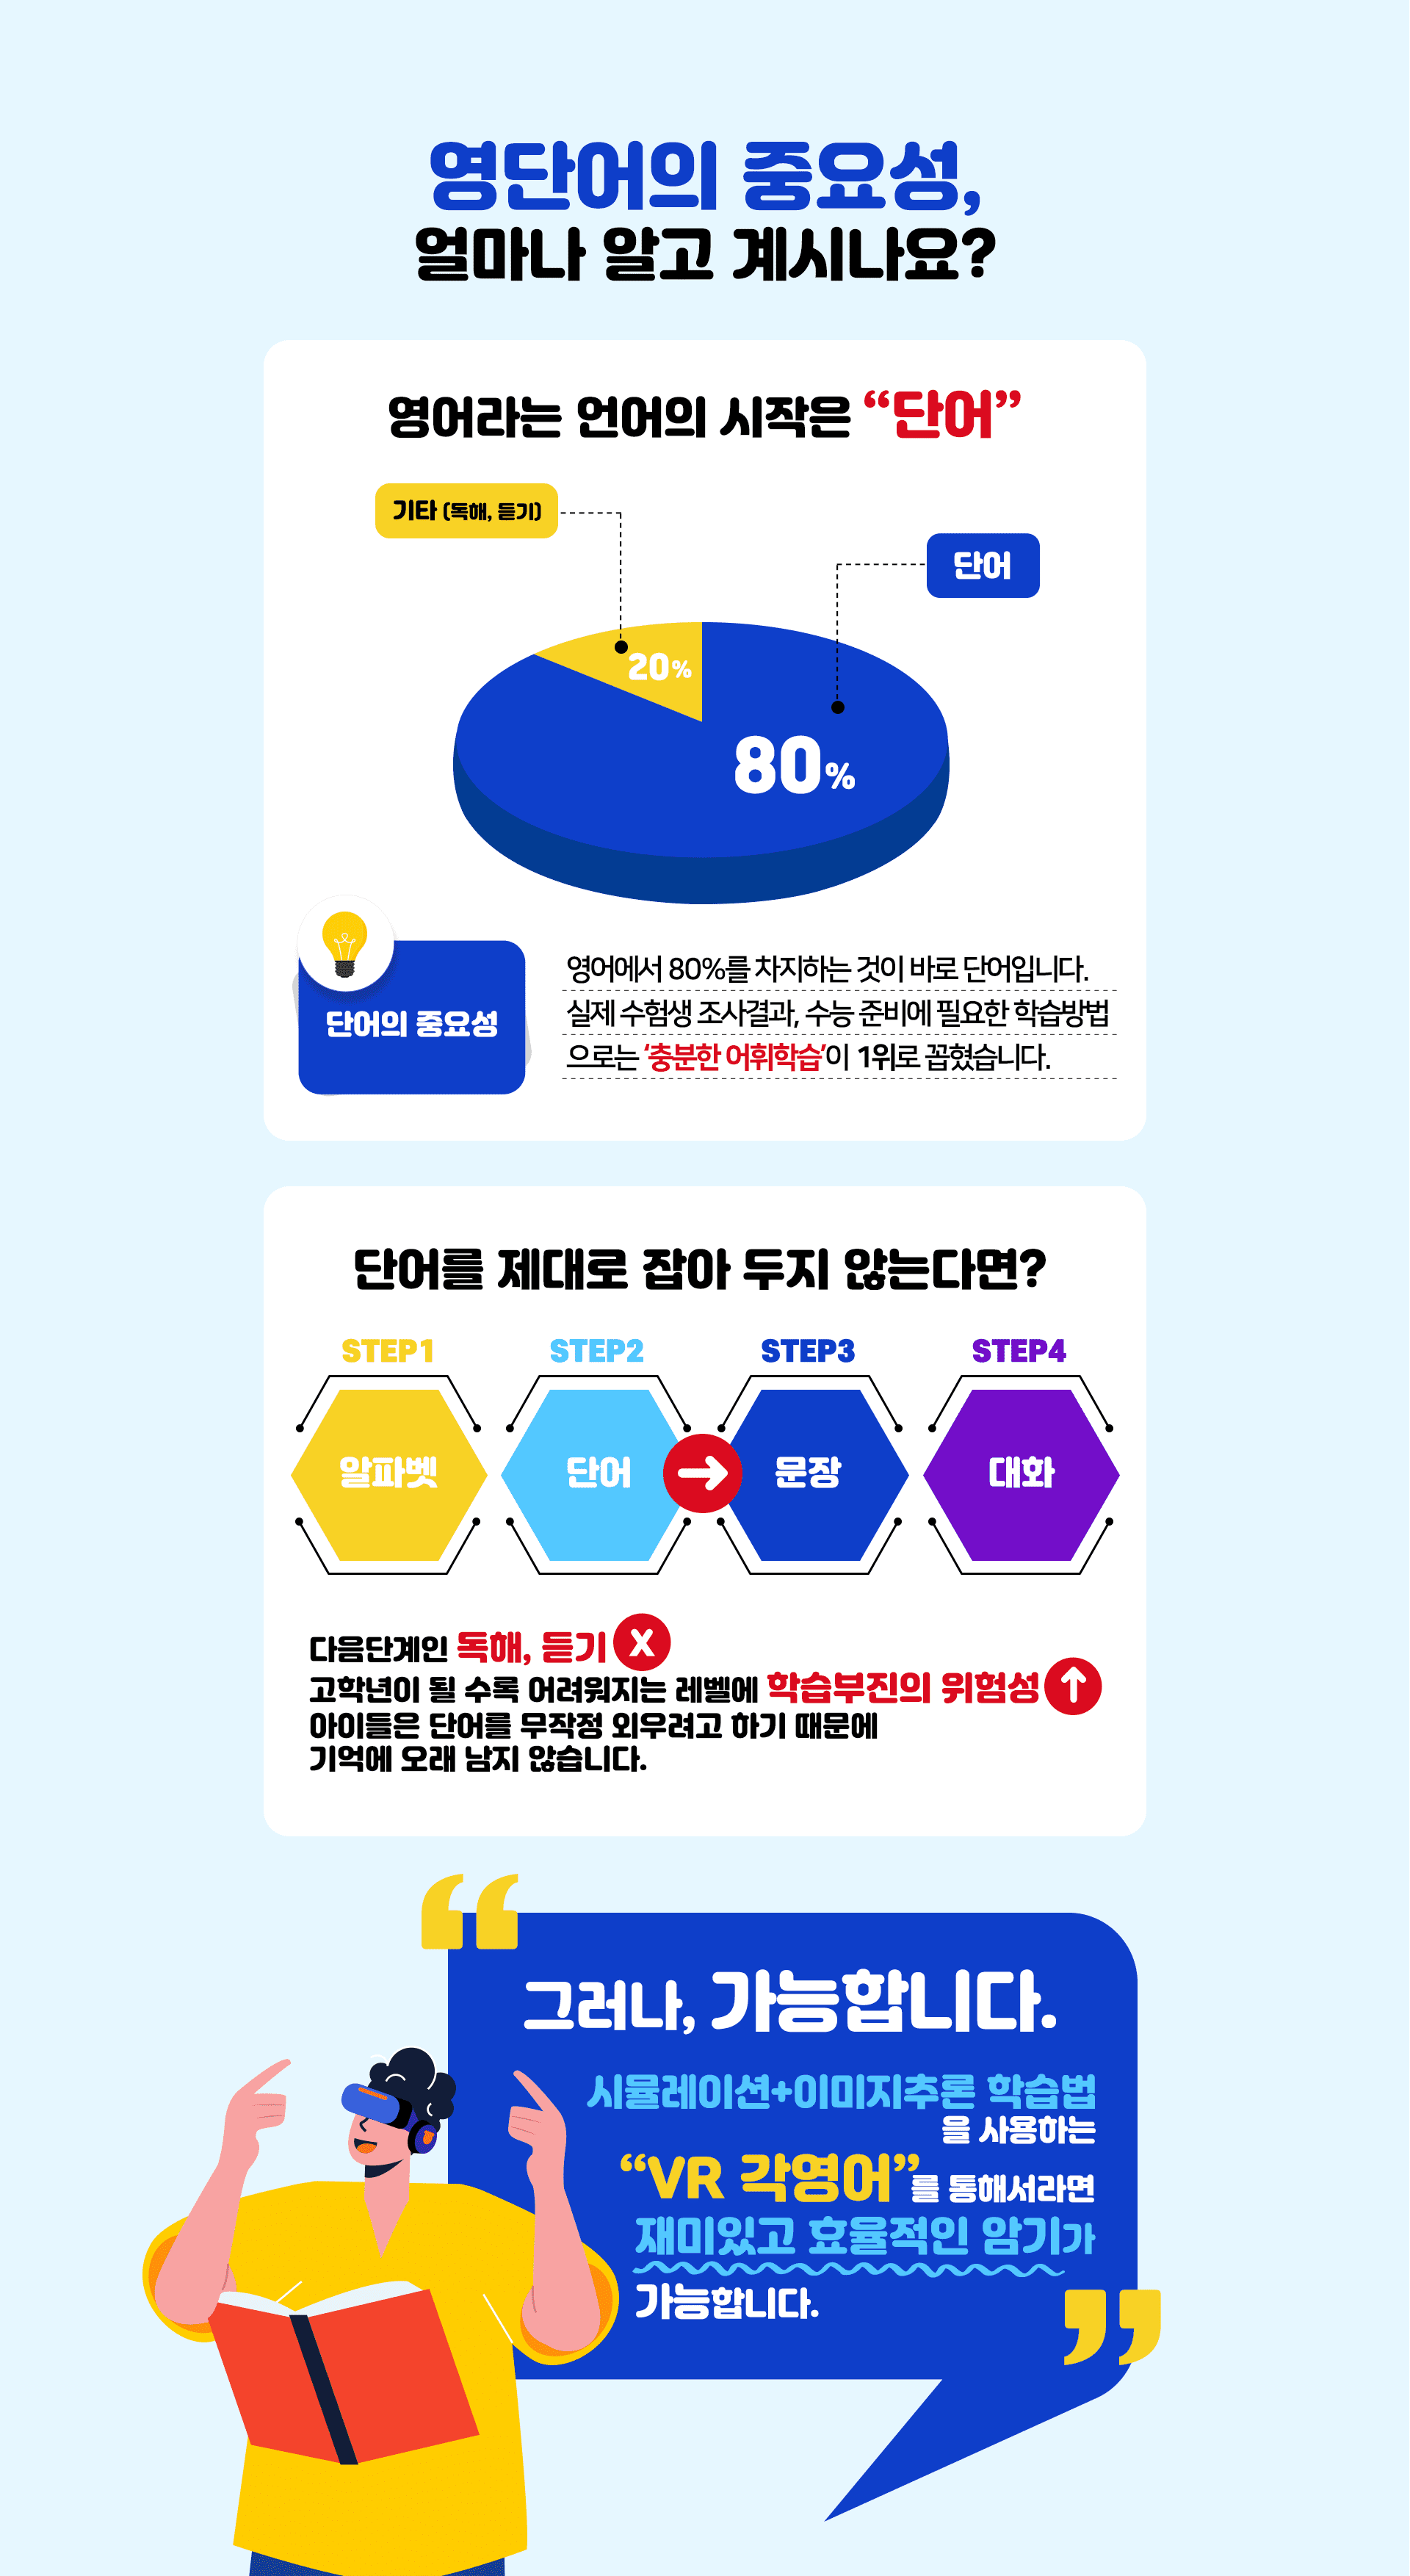 영단어의 중요성,
얼마나 알고 계시나요?
영어라는 언어의 시작은 “단어”
기타 (독해, 듣기)
단어
20%
80%
단어의 중요성
영어에서 80%를 차지하는 것이 바로 단어입니다.
실제 수험생 조사결과, 수능 준비에 필요한 학습방법
으로는 ‘충분한 어휘학습’이 1위로 꼽혔습니다.
단어를 제대로 잡아 두지 않는다면?
STEP1 STEP2 STEP3 STEP4
알파벳 단어 문장 대화
다음단계인 독해, 듣기 X
고학년이 될 수록 어려워지는 레벨에 학습부진의 위험성
아이들은 단어를 무작정 외우려고 하기 때문에
기억에 오래 남지 않습니다.
그러나, 가능합니다.
시뮬레이션+이미지추론 학습법
을 사용하는
“VR 각영어”를 통해서라면
재미있고 효율적인 암기가
가능합니다.